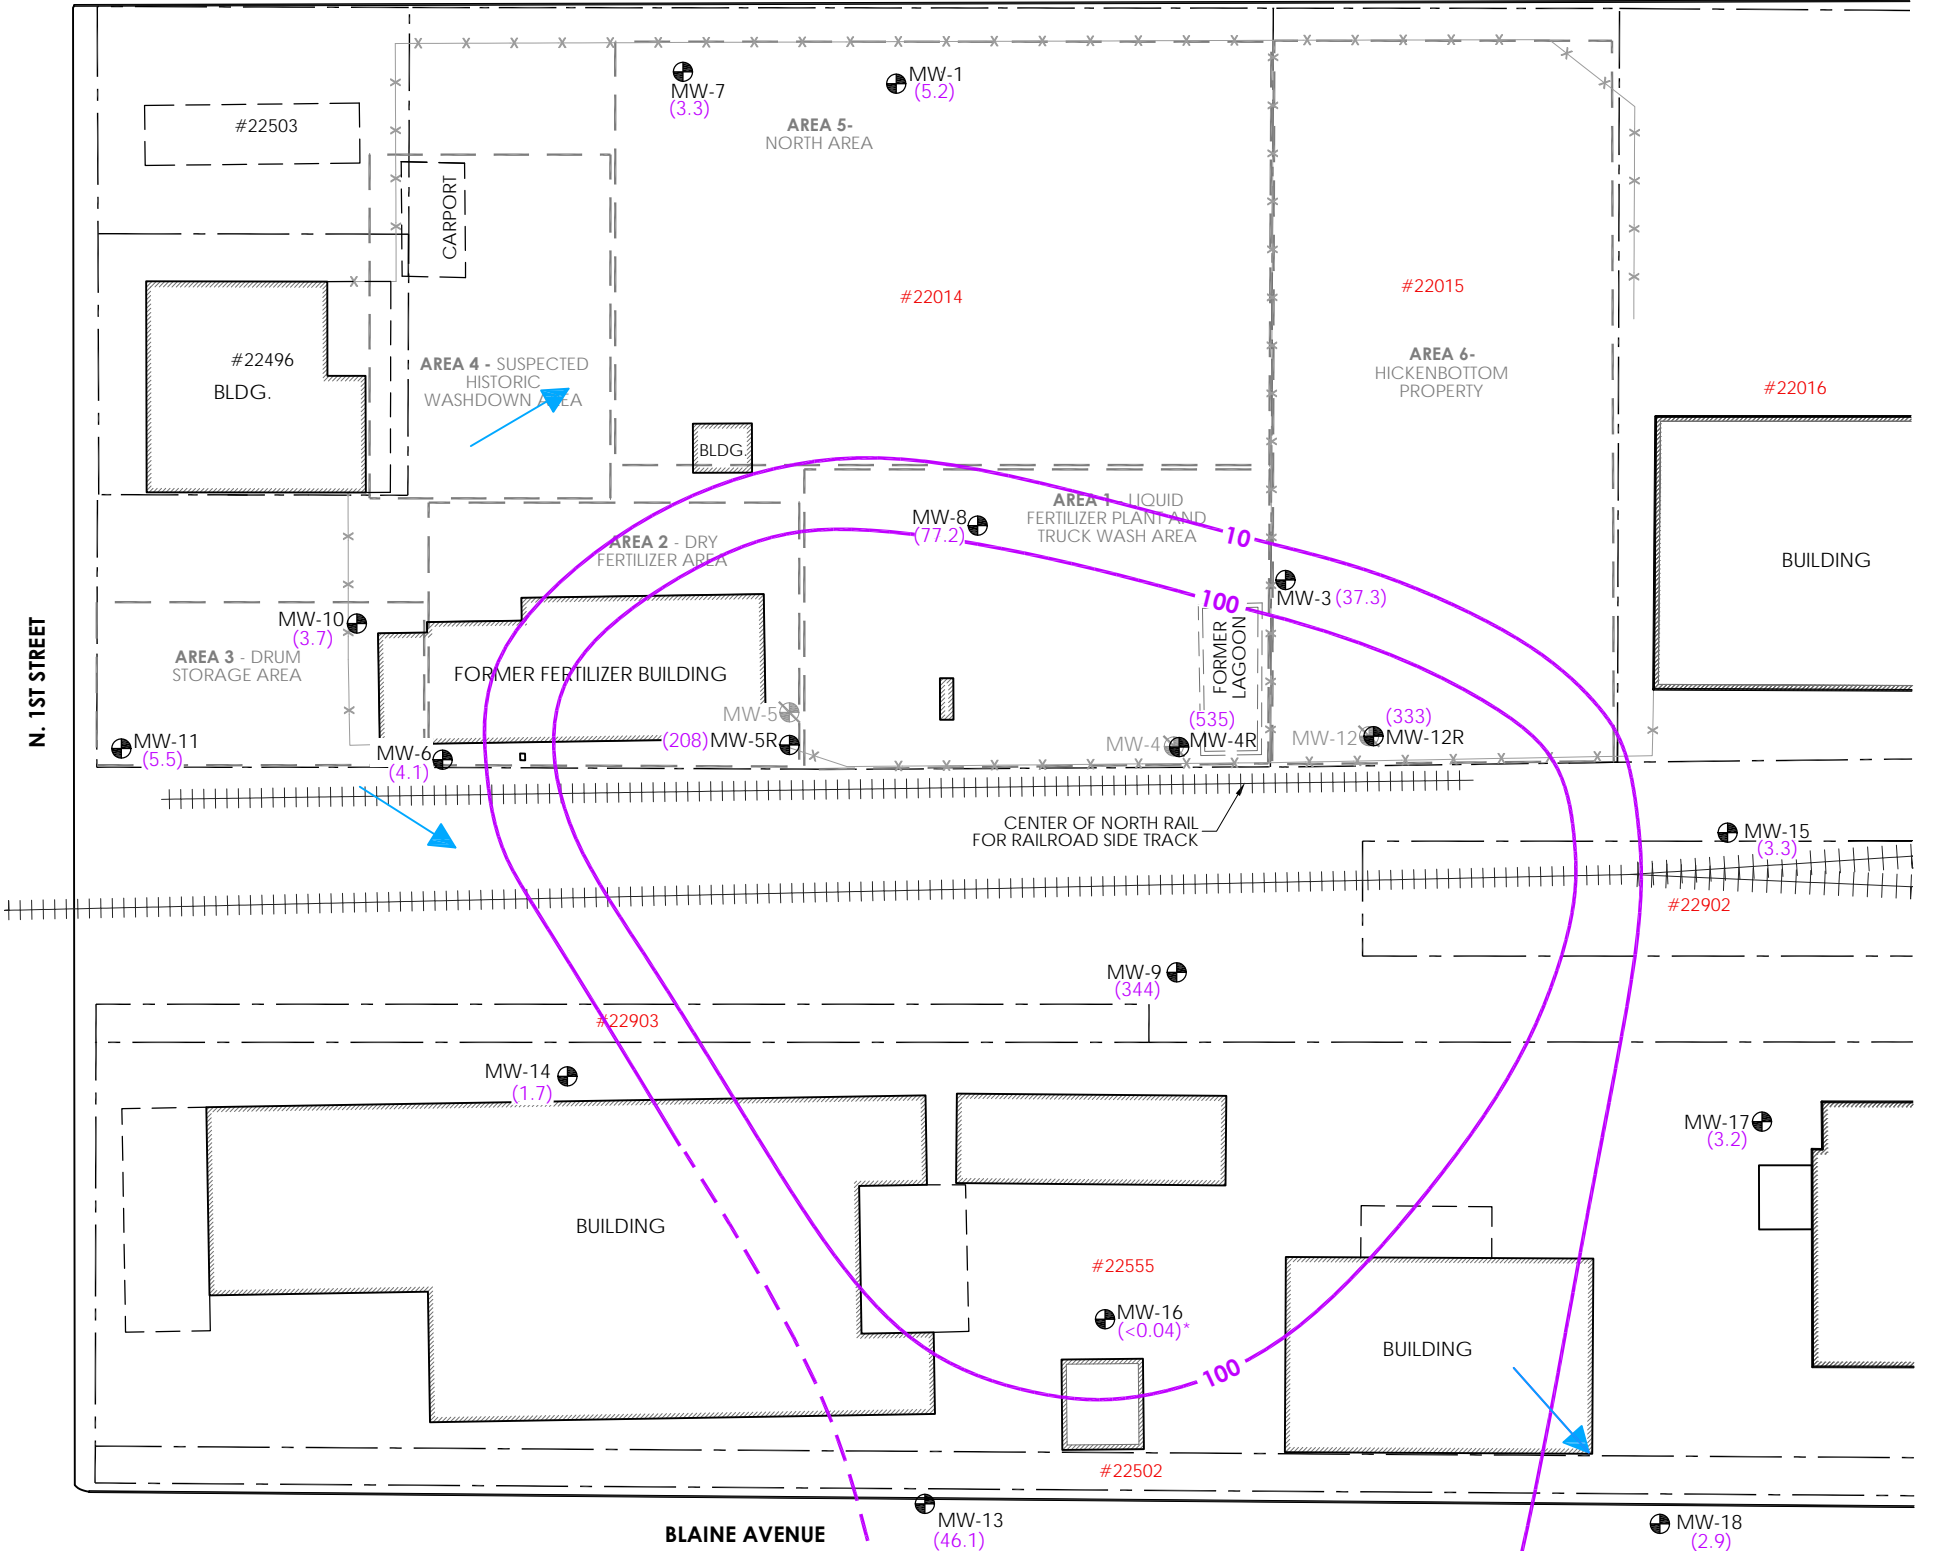 MW-1
(5.2)
MW-7
(3.3)
#22503
AREA 5-
NORTH AREA
CARPORT
#22014
#22015
#22496
BLDG.
AREA 4 - SUSPECTED
HISTORIC
WASHDOWN AREA
AREA 6-
HICKENBOTTOM
PROPERTY
#22016
BLDG.
AREA 1 - LIQUID
FERTILIZER PLANT AND
TRUCK WASH AREA
MW-8
(77.2)
10
AREA 2 - DRY
FERTILIZER AREA
BUILDING
100
MW-3 (37.3)
MW-10
(3.7)
N. 1ST STREET
AREA 3 - DRUM
STORAGE AREA
FORMER FERTILIZER BUILDING
FORMER
LAGOON
MW-5
(208) MW-5R
(535)
MW-4
MW-4R
(333)
MW-12
MW-12R
MW-11
(5.5)
MW-6
(4.1)
CENTER OF NORTH RAIL
FOR RAILROAD SIDE TRACK
MW-15
(3.3)
#22902
MW-9
(344)
#22903
MW-14
(1.7)
MW-17
(3.2)
BUILDING
#22555
MW-16
(<0.04)*
BUILDING
100
#22502
MW-13
(46.1)
BLAINE AVENUE
MW-18
(2.9)